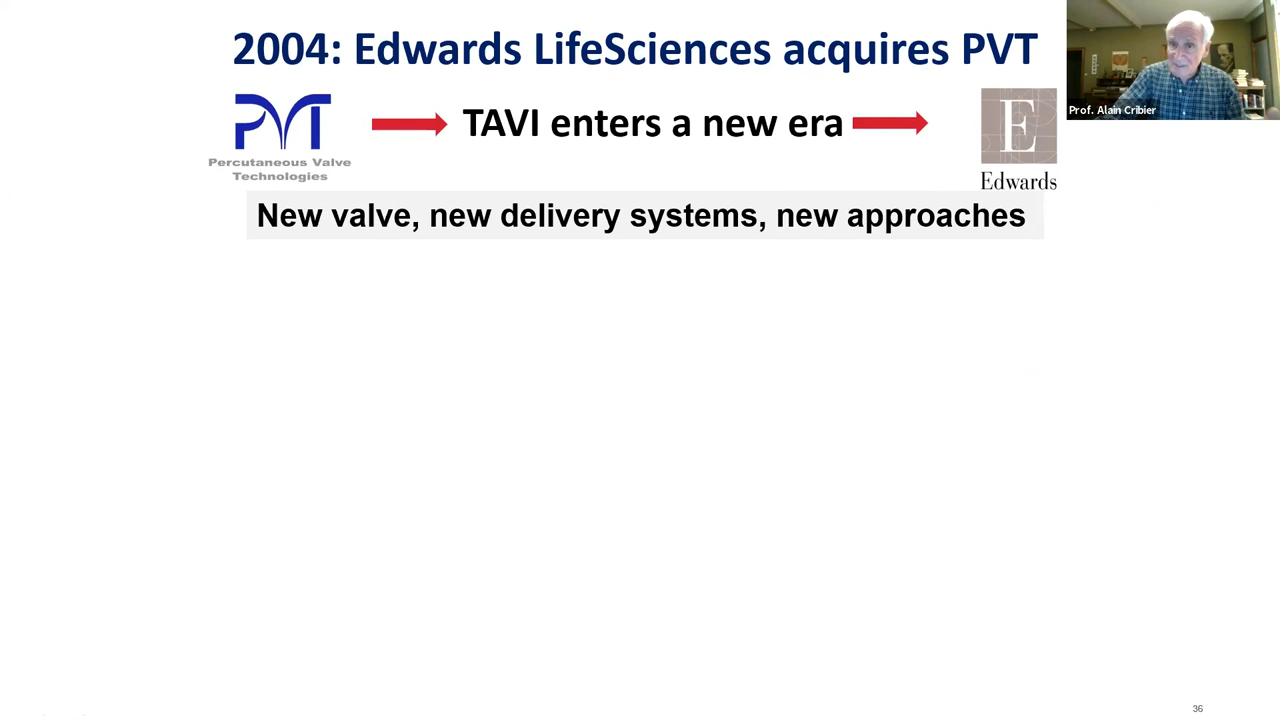 2004: Edwards LifeSciences acquires PVT
Prof. Alain Cribier
PVT
Percutaneous Valve
Technologies
TAVI enters a new era
E
Edwards
New valve, new delivery systems, new approaches
36